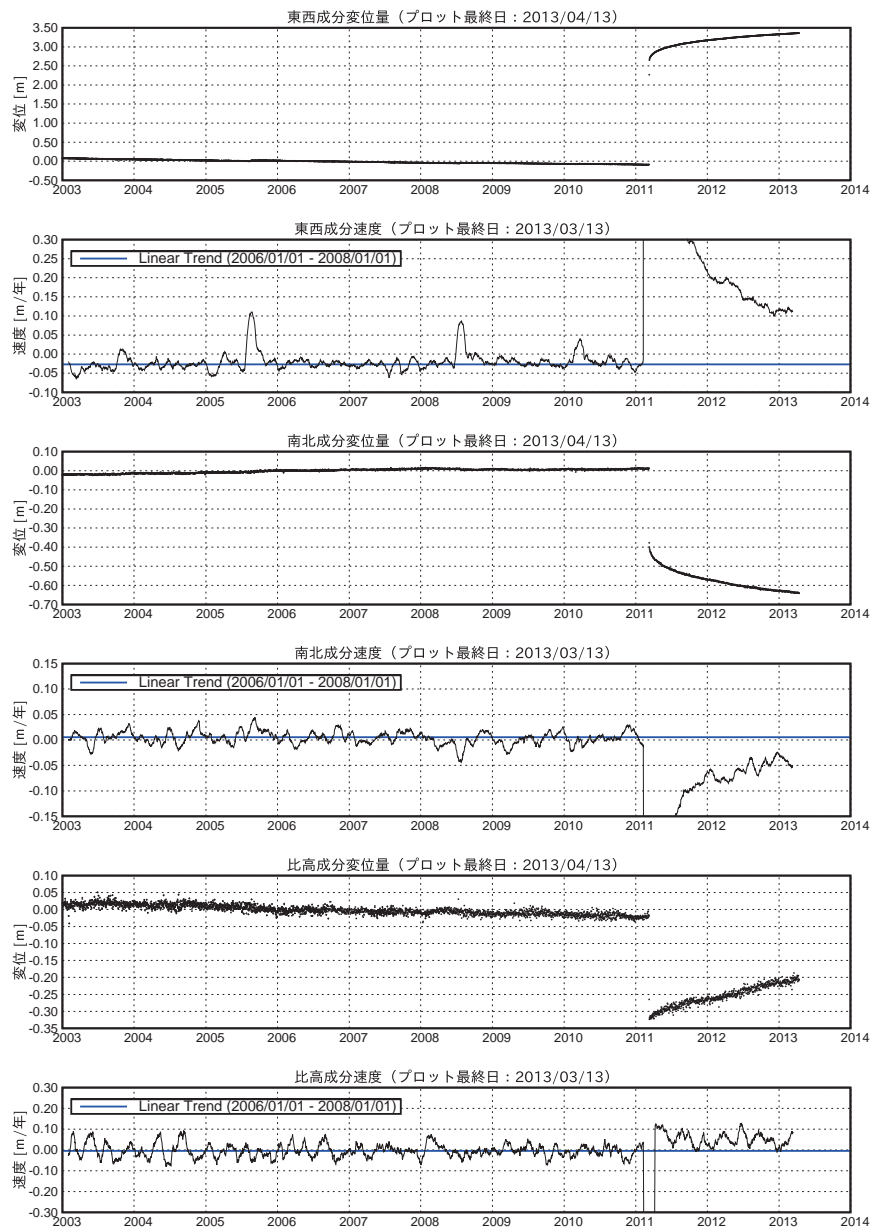 東西成分変位量（プロット最終日：2013/04/13）
3.50
3.00
2.50
2.00
1.50
1.00
0.50
0.00
-0.50
変位 [m]
2003 2004 2005 2006 2007 2008 2009 2010 2011 2012 2013 2014
東西成分速度（プロット最終日：2013/03/13）
0.30
0.25
0.20
0.15
0.10
0.05
0.00
-0.05
-0.10
速度 [m/年]
Linear Trend (2006/01/01 - 2008/01/01)
2003 2004 2005 2006 2007 2008 2009 2010 2011 2012 2013 2014
南北成分変位量（プロット最終日：2013/04/13）
0.10
0.00
-0.10
-0.20
-0.30
-0.40
-0.50
-0.60
-0.70
変位 [m]
2003 2004 2005 2006 2007 2008 2009 2010 2011 2012 2013 2014
南北成分速度（プロット最終日：2013/03/13）
0.15
0.10
0.05
0.00
-0.05
-0.10
-0.15
速度 [m/年]
Linear Trend (2006/01/01 - 2008/01/01)
2003 2004 2005 2006 2007 2008 2009 2010 2011 2012 2013 2014
比高成分変位量（プロット最終日：2013/04/13）
0.10
0.05
0.00
-0.05
-0.10
-0.15
-0.20
-0.25
-0.30
-0.35
変位 [m]
2003 2004 2005 2006 2007 2008 2009 2010 2011 2012 2013 2014
比高成分速度（プロット最終日：2013/03/13）
0.30
0.20
0.10
0.00
-0.10
-0.20
-0.30
速度 [m/年]
Linear Trend (2006/01/01 - 2008/01/01)
2003 2004 2005 2006 2007 2008 2009 2010 2011 2012 2013 2014